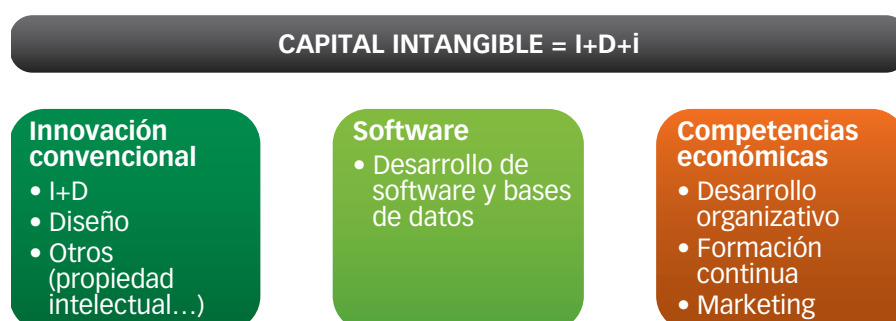 CAPITAL INTANGIBLE = I+D+i
Innovación
convencional
• I+D
• Diseño
• Otros
(propiedad
intelectual…)
Software
• Desarrollo de
software y bases
de datos
Competencias
económicas
• Desarrollo
organizativo
• Formación
continua
• Marketing